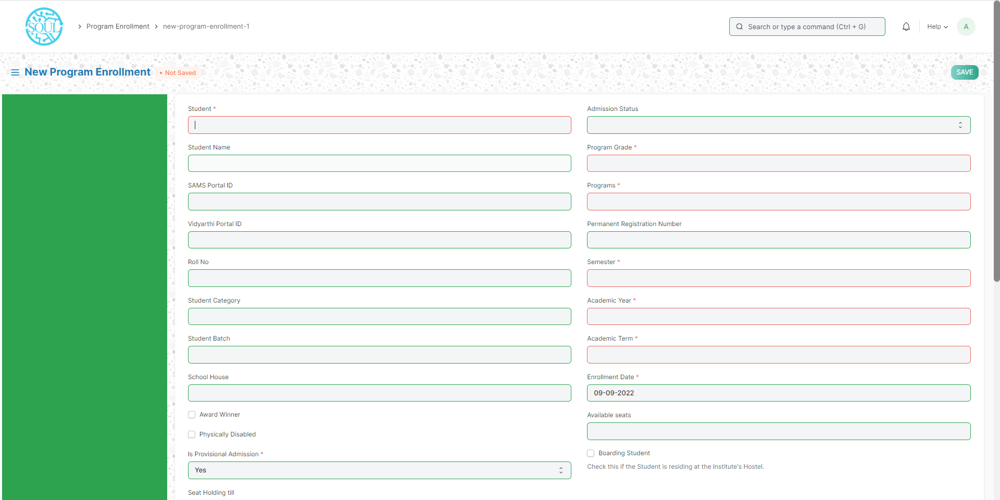 SOUL
Program Enrollment
new-program-enrollment-1
Search or type a command (Ctrl + G)
Help
A
New Program Enrollment
• Not Saved
SAVE
Student *
Admission Status
Student Name
Program Grade *
SAMS Portal ID
Programs *
Vidyarthi Portal ID
Permanent Registration Number
Roll No
Semester *
Student Category
Academic Year *
Student Batch
Academic Term *
School House
Enrollment Date *
09-09-2022
Award Winner
Available seats
Physically Disabled
Is Provisional Admission *
Yes
Boarding Student
Check this if the Student is residing at the Institute's Hostel.
Seat Holding till